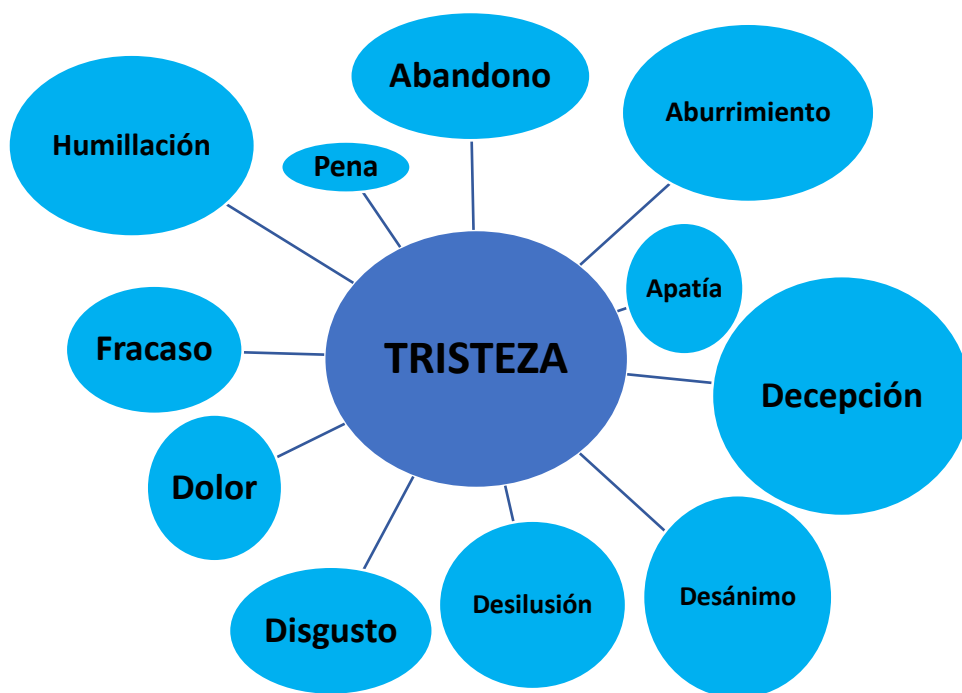 Abandono
Aburrimiento
Humillación
Pena
Apatía
Fracaso
TRISTEZA
Decepción
Dolor
Desilusión
Desánimo
Disgusto